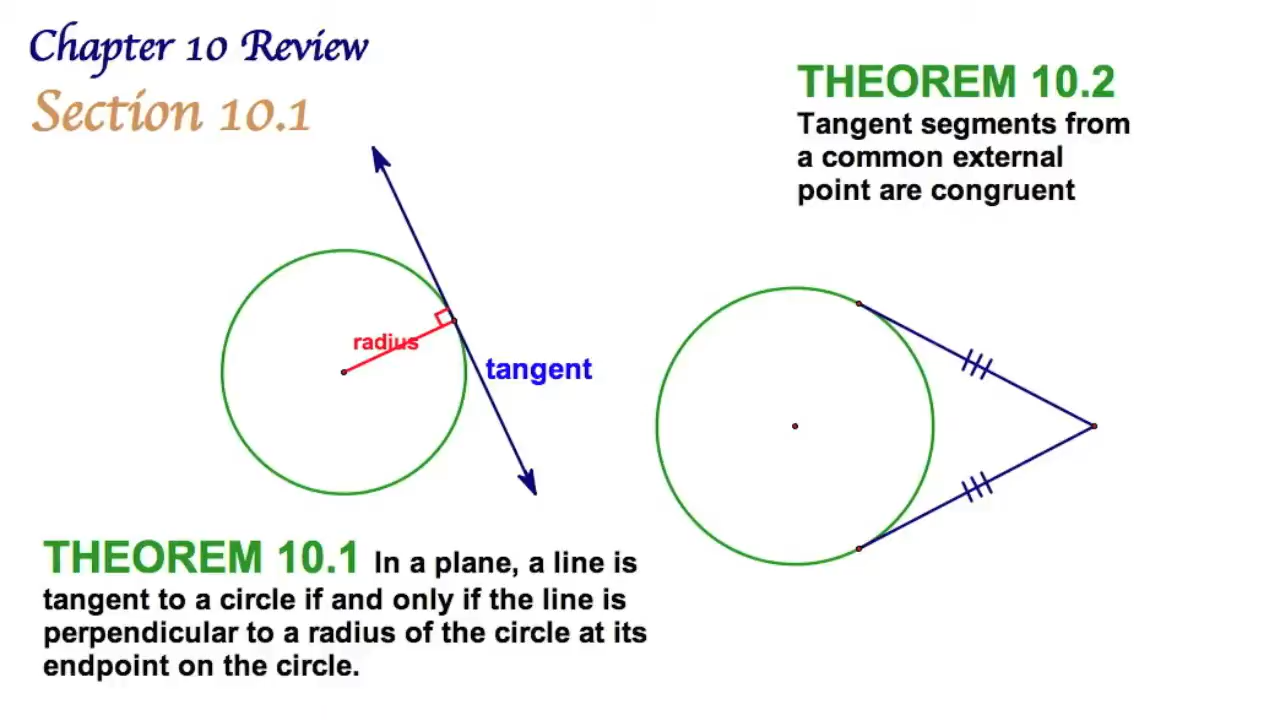 Chapter 10 Review
Section 10.1
THEOREM 10.2
Tangent segments from
a common external
point are congruent
radius
tangent
THEOREM 10.1 In a plane, a line is
tangent to a circle if and only if the line is
perpendicular to a radius of the circle at its
endpoint on the circle.